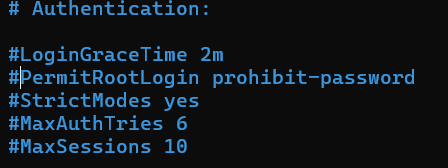 # Authentication:
#LoginGraceTime 2m
#PermitRootLogin prohibit-password
#StrictModes yes
#MaxAuthTries 6
#MaxSessions 10